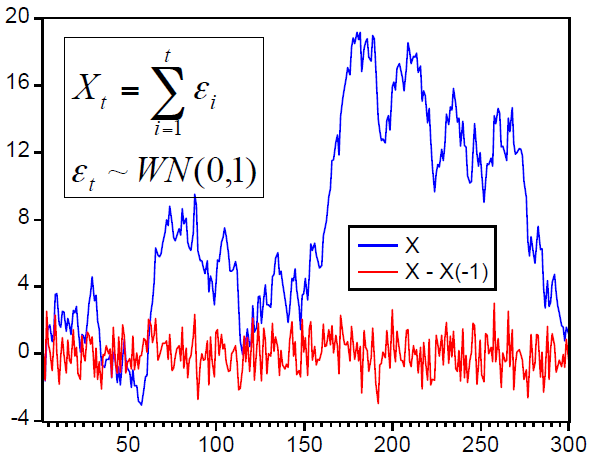 20
16
12
8
4
0
-4
X_t = \sum_{i=1}^{t} ε_i
ε_t ~ WN(0,1)
X
X - X(-1)
50 100 150 200 250 300